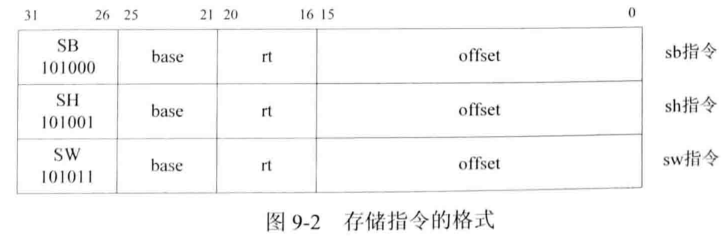 31 26 25 21 20 16 15 0
SB
101000 base rt offset sb指令
SH
101001 base rt offset sh指令
SW
101011 base rt offset sw指令
图 9-2 存储指令的格式